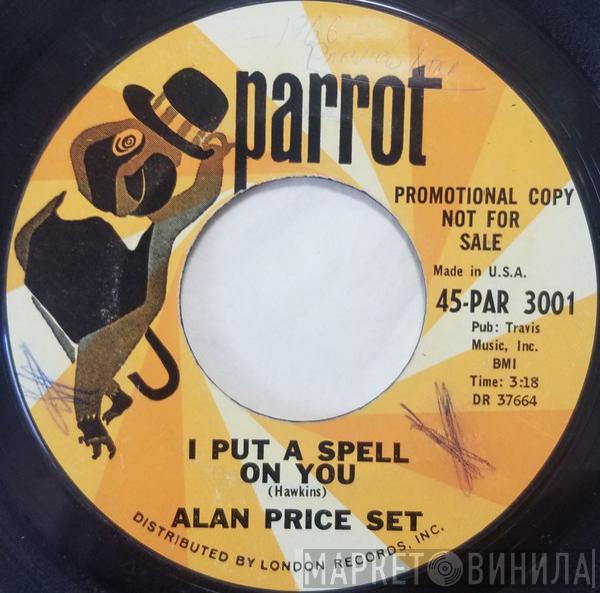 1966
parrot
PROMOTIONAL COPY
NOT FOR
SALE
Made in U.S.A.
45-PAR 3001
Pub: Travis
Music, Inc.
BMI
Time: 3:18
DR 37664
I PUT A SPELL
ON YOU
(Hawkins)
ALAN PRICE SET
DISTRIBUTED BY LONDON RECORDS, INC.
МАРКЕТ ВИНИЛА